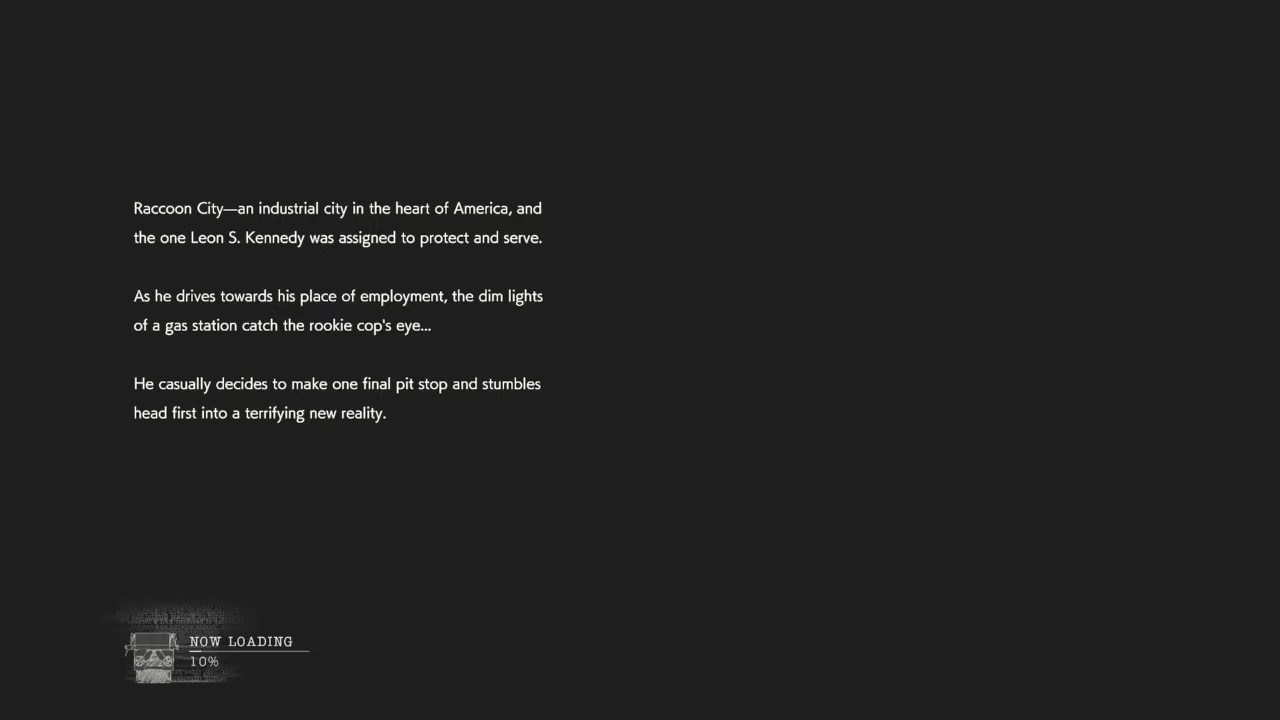 Raccoon City—an industrial city in the heart of America, and
the one Leon S. Kennedy was assigned to protect and serve.
As he drives towards his place of employment, the dim lights
of a gas station catch the rookie cop's eye...
He casually decides to make one final pit stop and stumbles
head first into a terrifying new reality.
NOW LOADING
10%